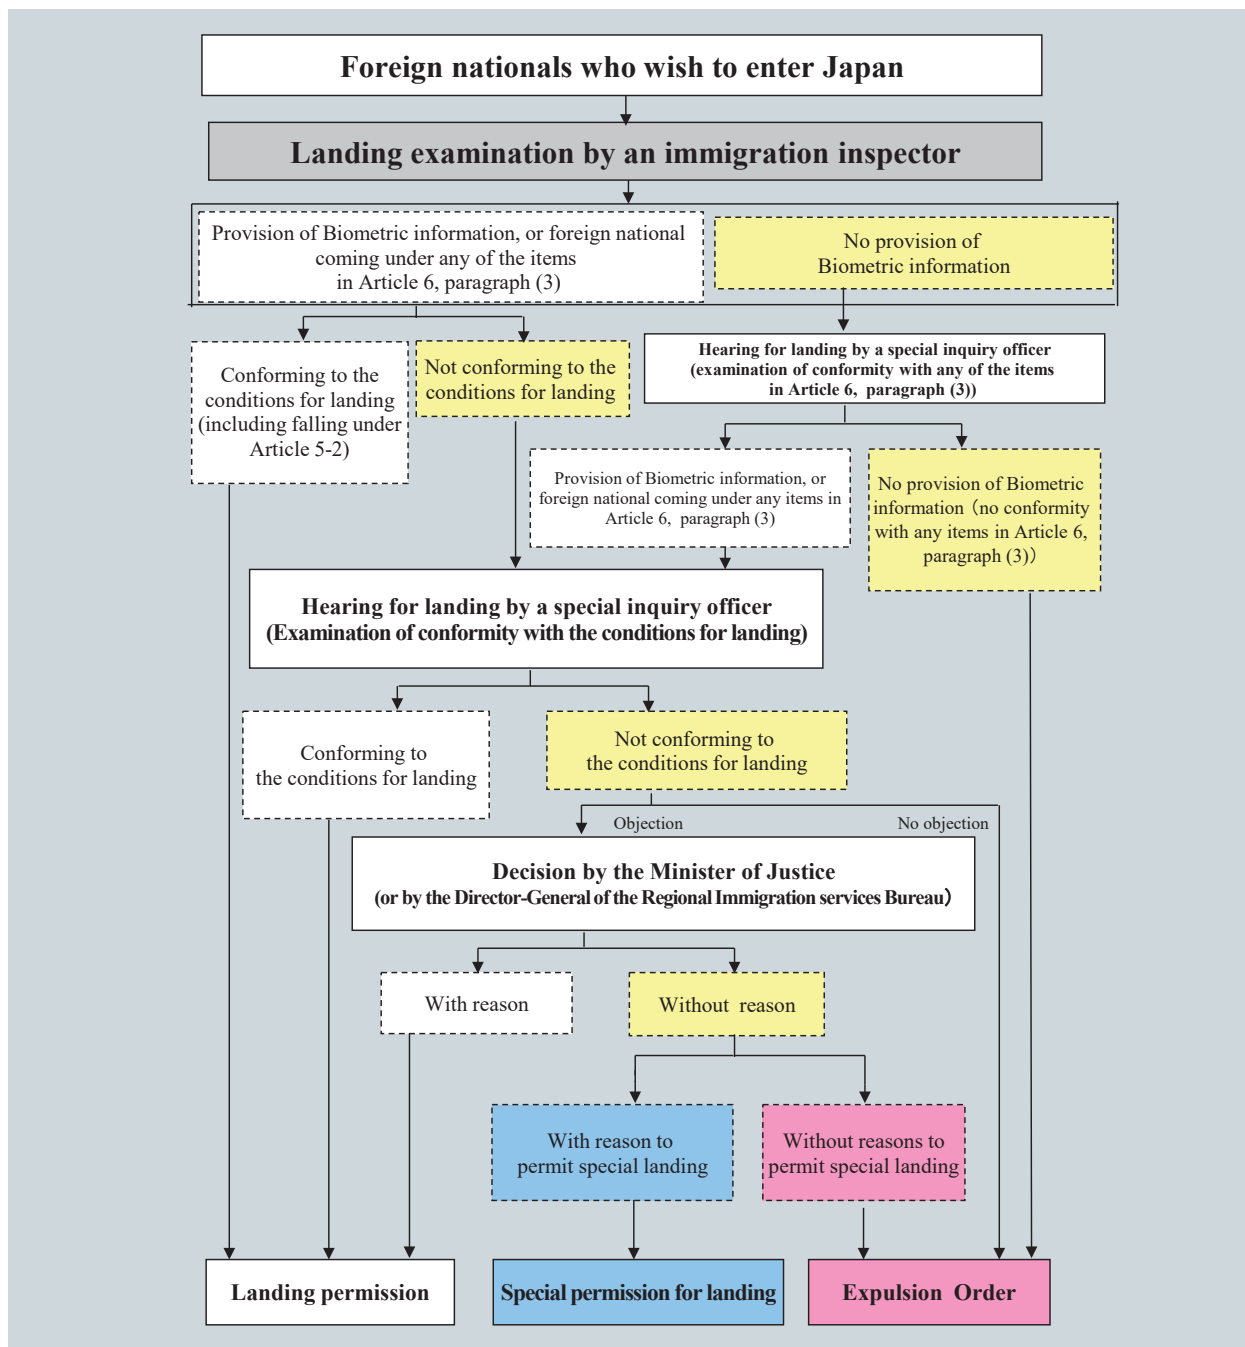 Foreign nationals who wish to enter Japan
Landing examination by an immigration inspector
Provision of Biometric information, or foreign national
coming under any of the items
in Article 6, paragraph (3)
No provision of
Biometric information
Conforming to the
conditions for landing
(including falling under
Article 5-2)
Not conforming to the
conditions for landing
Hearing for landing by a special inquiry officer
(examination of conformity with any of the items
in Article 6, paragraph (3))
Provision of Biometric information, or
foreign national coming under any items in
Article 6, paragraph (3)
No provision of Biometric
information（no conformity
with any items in Article 6,
paragraph (3)）
Hearing for landing by a special inquiry officer
(Examination of conformity with the conditions for landing)
Conforming to
the conditions for landing
Not conforming to
the conditions for landing
Objection
No objection
Decision by the Minister of Justice
(or by the Director-General of the Regional Immigration services Bureau）
With reason
Without reason
With reason to
permit special landing
Without reasons to
permit special landing
Landing permission
Special permission for landing
Expulsion Order